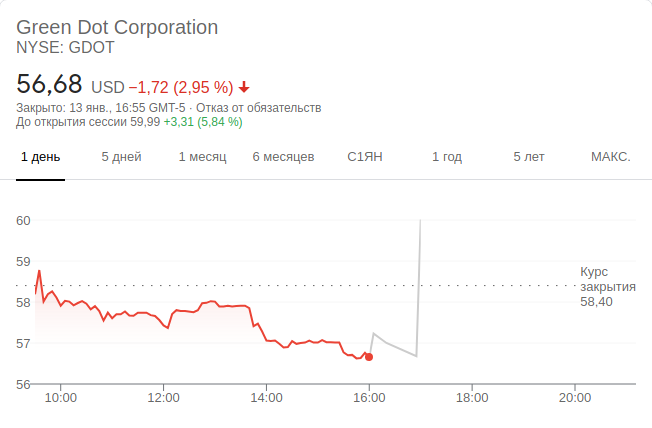 Green Dot Corporation
NYSE: GDOT
56,68 USD −1,72 (2,95 %)
Закрыто: 13 янв., 16:55 GMT-5 · Отказ от обязательств
До открытия сессии 59,99 +3,31 (5,84 %)
1 день 5 дней 1 месяц 6 месяцев С1ЯН 1 год 5 лет МАКС.
60
59
58
57
56
Курс
закрытия
58,40
10:00 12:00 14:00 16:00 18:00 20:00